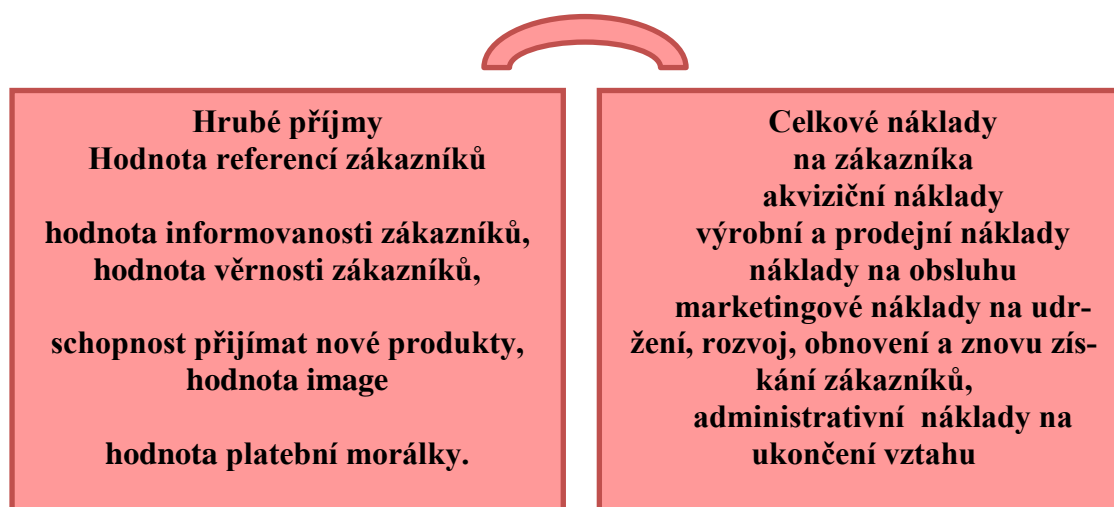 Hrubé příjmy
Hodnota referencí zákazníků
hodnota informovanosti zákazníků,
hodnota věrnosti zákazníků,
schopnost přijímat nové produkty,
hodnota image
hodnota platební morálky.
Celkové náklady
na zákazníka
akviziční náklady
výrobní a prodejní náklady
náklady na obsluhu
marketingové náklady na udr-
žení, rozvoj, obnovení a znovu zís-
kání zákazníků,
administrativní  náklady na
ukončení vztahu